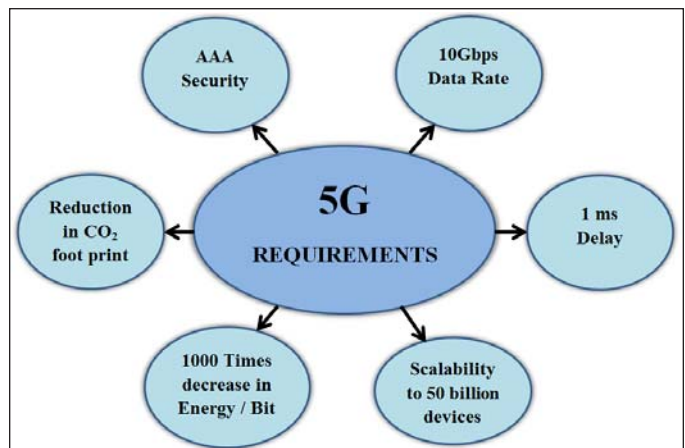 AAA
Security
10Gbps
Data Rate
5G
REQUIREMENTS
Reduction
in CO₂
foot print
1 ms
Delay
1000 Times
decrease in
Energy / Bit
Scalability
to 50 billion
devices